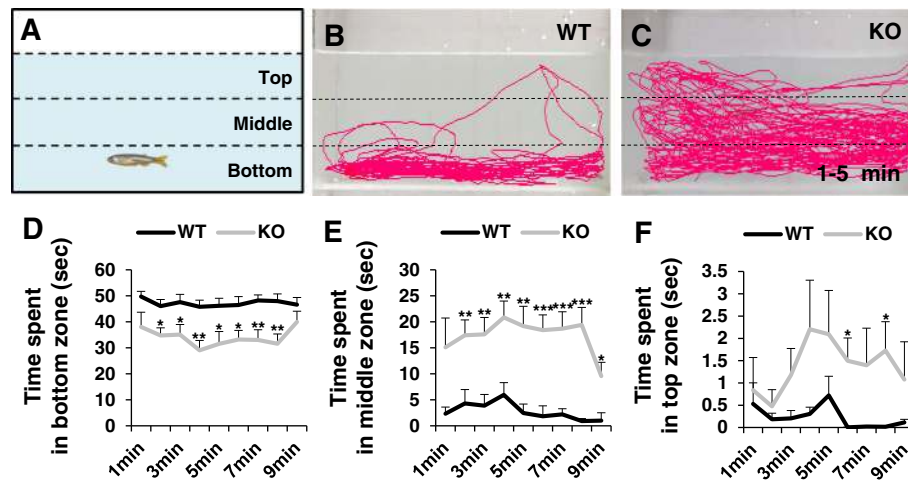 A
Top
Middle
Bottom
B
WT
C
KO
1-5 min
D
WT
KO
Time spent
in bottom zone (sec)
60
50
40
30
20
10
0
*
*
**
*
*
**
**
1min
3min
5min
7min
9min
E
WT
KO
Time spent
in middle zone (sec)
30
25
20
15
10
5
0
**
**
**
**
***
***
***
*
1min
3min
5min
7min
9min
F
WT
KO
Time spent
in top zone (sec)
3.5
3
2.5
2
1.5
1
0.5
0
*
*
1min
3min
5min
7min
9min